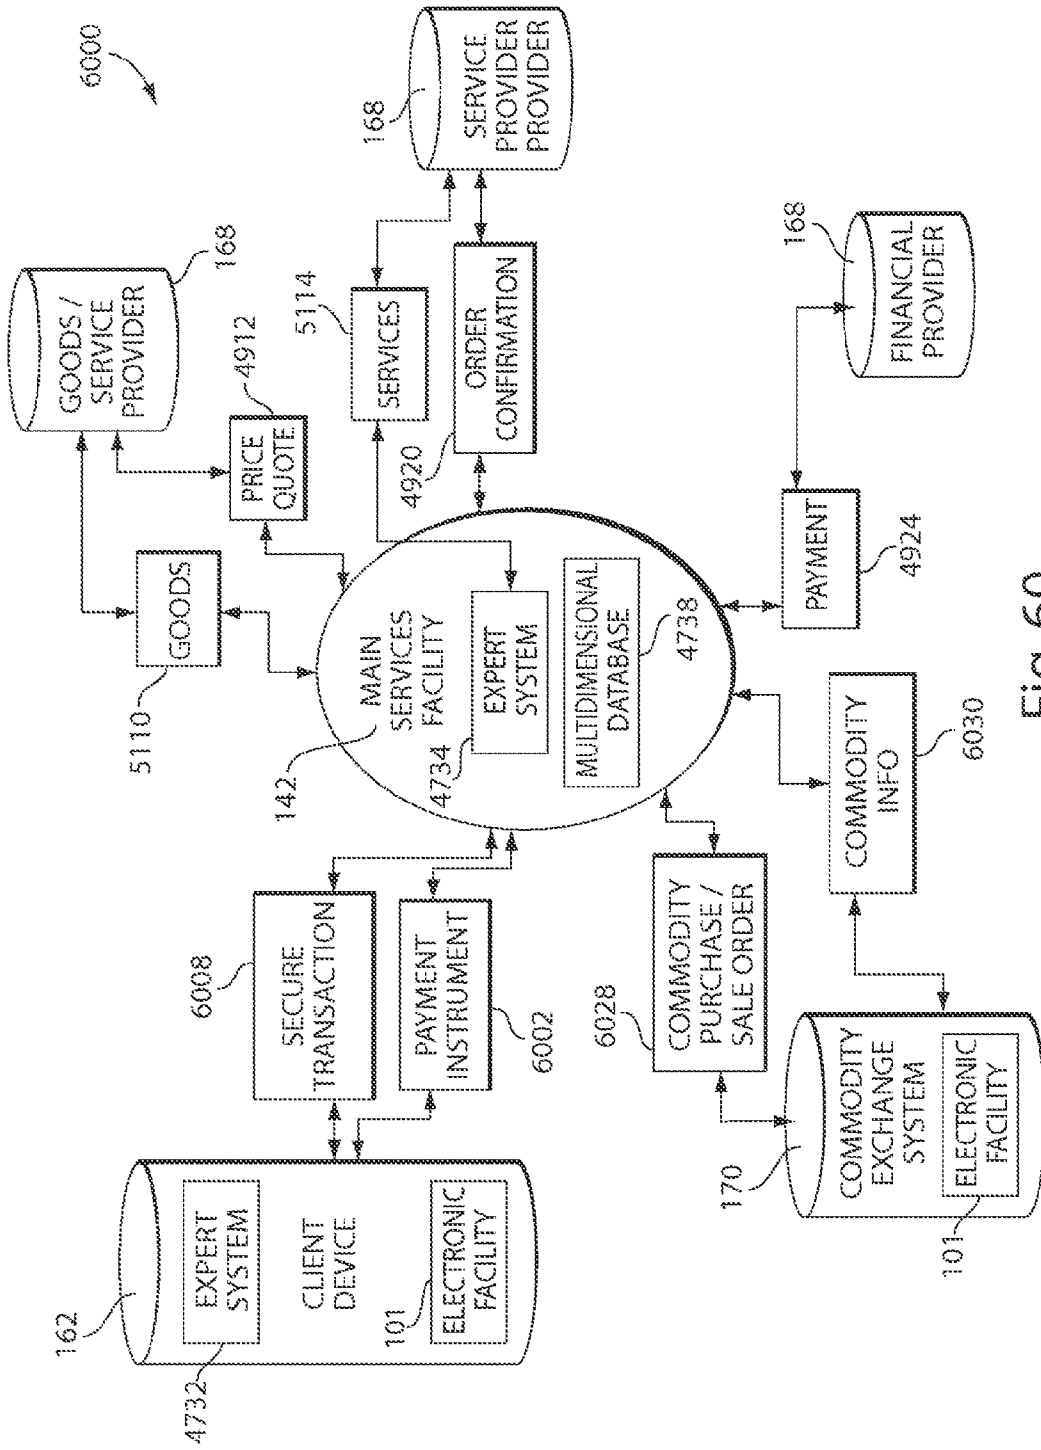 6000
162
EXPERT
SYSTEM
4732
CLIENT
DEVICE
101
ELECTRONIC
FACILITY
6008
SECURE
TRANSACTION
PAYMENT
INSTRUMENT
6002
5110
GOODS
GOODS /
SERVICE
PROVIDER
168
PRICE
QUOTE
4912
142
MAIN
SERVICES
FACILITY
4734
EXPERT
SYSTEM
MULTIDIMENSIONAL
DATABASE
4738
5114
SERVICES
4920
ORDER
CONFIRMATION
168
SERVICE
PROVIDER
PROVIDER
6028
COMMODITY
PURCHASE /
SALE ORDER
170
COMMODITY
EXCHANGE
SYSTEM
101
ELECTRONIC
FACILITY
COMMODITY
INFO
6030
PAYMENT
4924
168
FINANCIAL
PROVIDER
Fig. 60